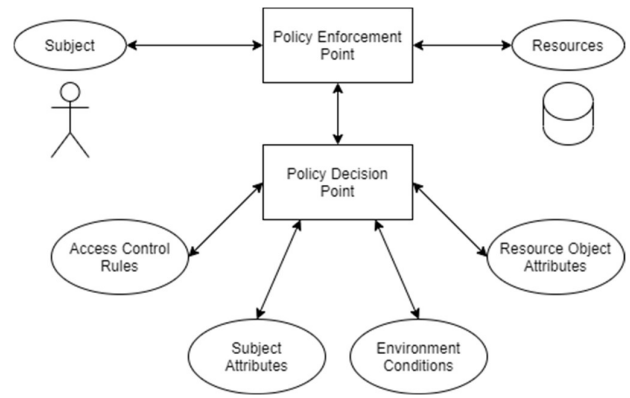 Subject
Policy Enforcement
Point
Resources
Policy Decision
Point
Access Control
Rules
Resource Object
Attributes
Subject
Attributes
Environment
Conditions